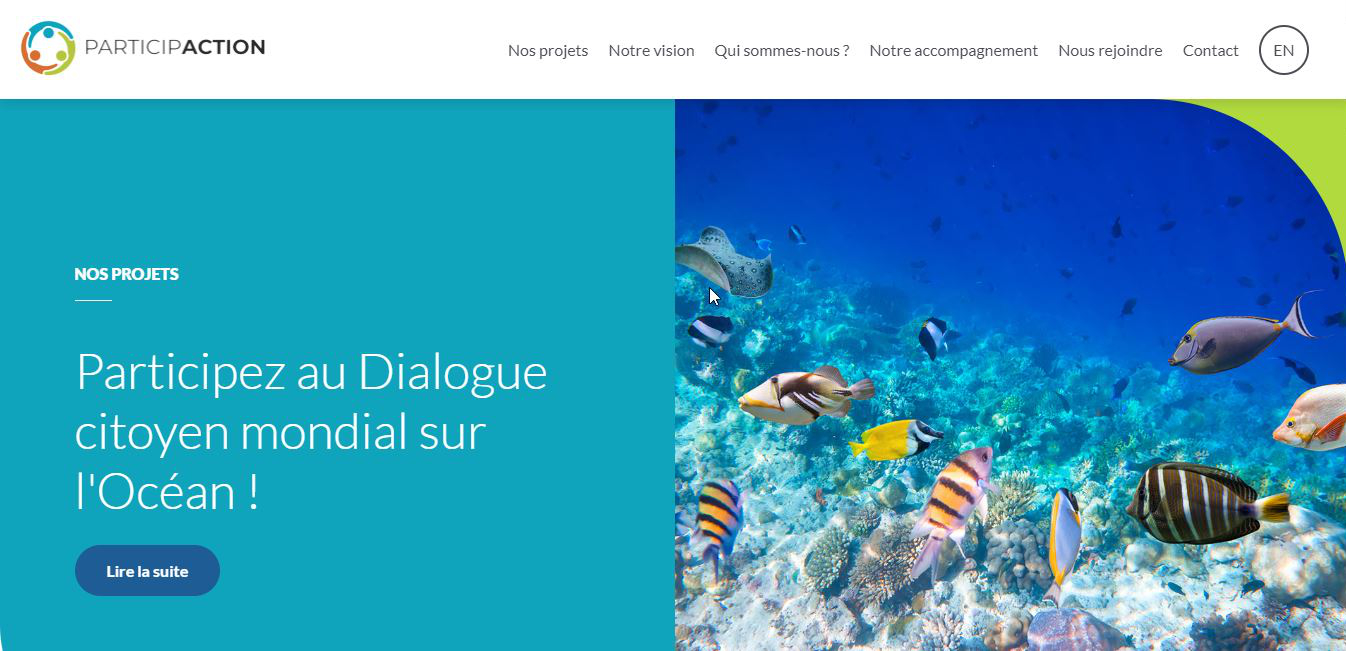 PARTICIPACTION
Nos projets Notre vision Qui sommes-nous ? Notre accompagnement Nous rejoindre Contact EN
NOS PROJETS
Participez au Dialogue
citoyen mondial sur
l'Océan !
Lire la suite